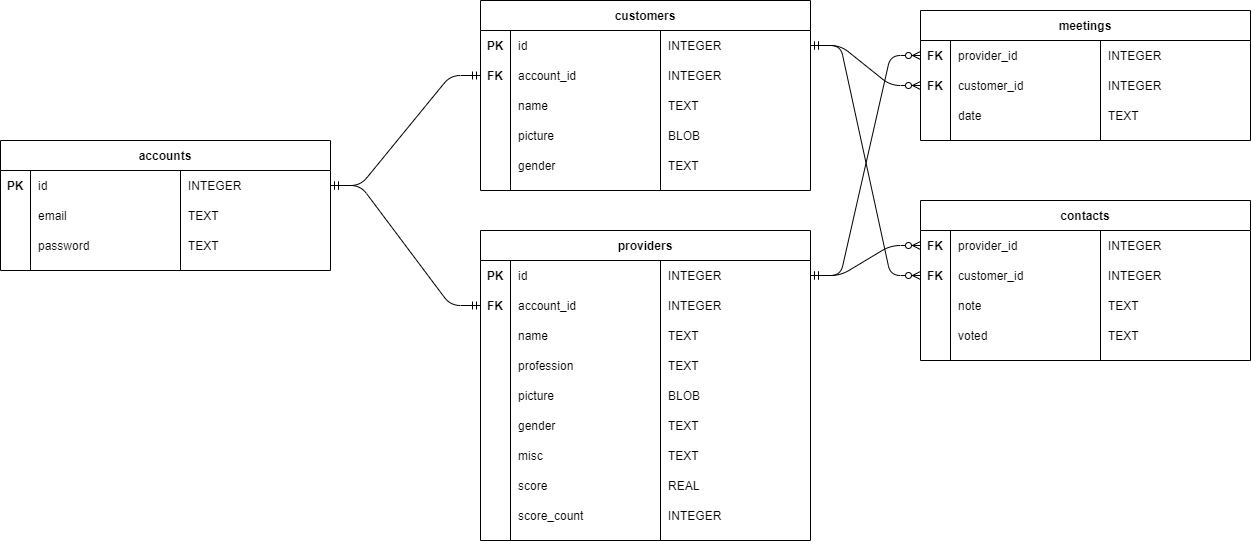 accounts
PK id INTEGER
email TEXT
password TEXT
customers
PK id INTEGER
FK account_id INTEGER
name TEXT
picture BLOB
gender TEXT
providers
PK id INTEGER
FK account_id INTEGER
name TEXT
profession TEXT
picture BLOB
gender TEXT
misc TEXT
score REAL
score_count INTEGER
meetings
FK provider_id INTEGER
FK customer_id INTEGER
date TEXT
contacts
FK provider_id INTEGER
FK customer_id INTEGER
note TEXT
voted TEXT